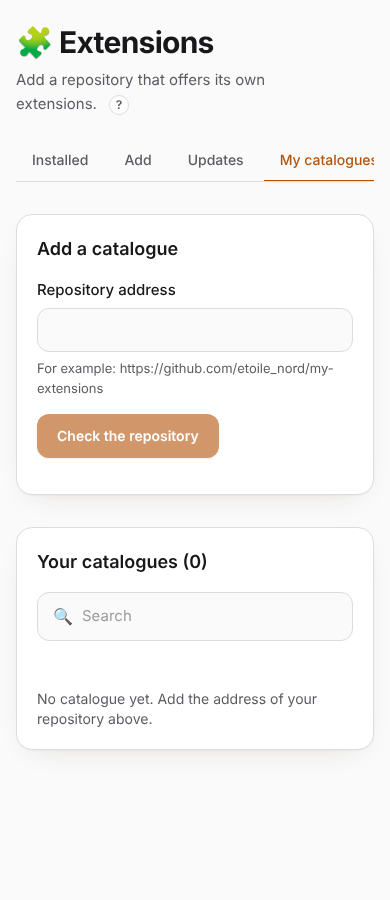 Extensions
Add a repository that offers its own
extensions. ?
Installed Add Updates My catalogues
Add a catalogue
Repository address
For example: https://github.com/etoile_nord/my-
extensions
Check the repository
Your catalogues (0)
Search
No catalogue yet. Add the address of your
repository above.